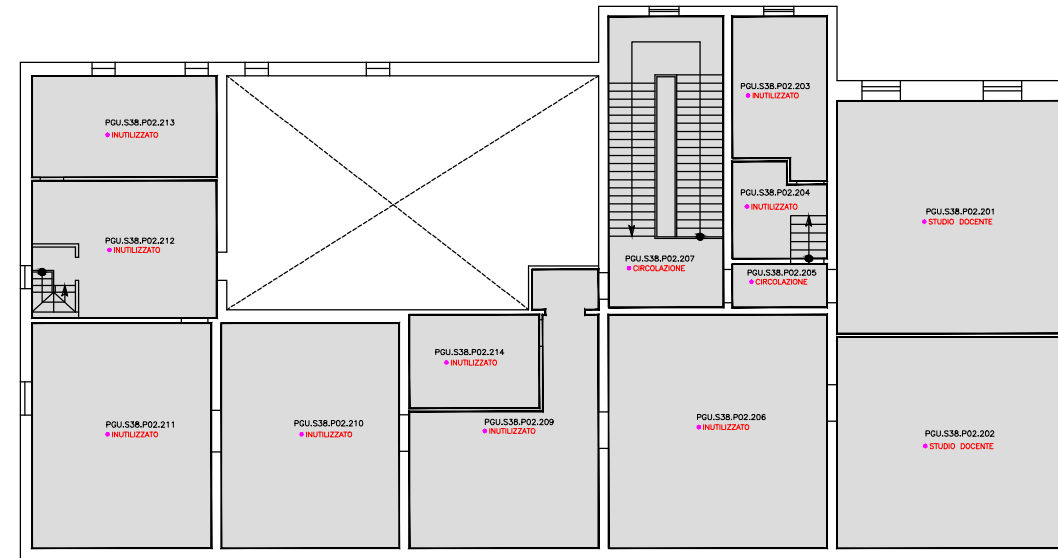 PGU.S38.P02.203
INUTILIZZATO
PGU.S38.P02.213
INUTILIZZATO
PGU.S38.P02.204
INUTILIZZATO
PGU.S38.P02.201
STUDIO DOCENTE
PGU.S38.P02.212
INUTILIZZATO
PGU.S38.P02.207
CIRCOLAZIONE
PGU.S38.P02.205
CIRCOLAZIONE
PGU.S38.P02.214
INUTILIZZATO
PGU.S38.P02.211
INUTILIZZATO
PGU.S38.P02.210
INUTILIZZATO
PGU.S38.P02.209
INUTILIZZATO
PGU.S38.P02.206
INUTILIZZATO
PGU.S38.P02.202
STUDIO DOCENTE